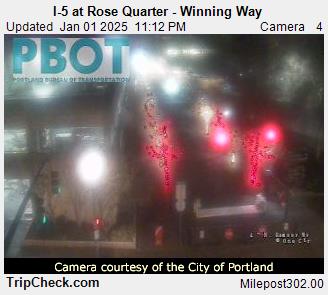 I-5 at Rose Quarter - Winning Way
Updated Jan 01 2025 11:12 PM Camera 4
PBOT
PORTLAND BUREAU OF TRANSPORTATION
Camera courtesy of the City of Portland
TripCheck.com Milepost302.00